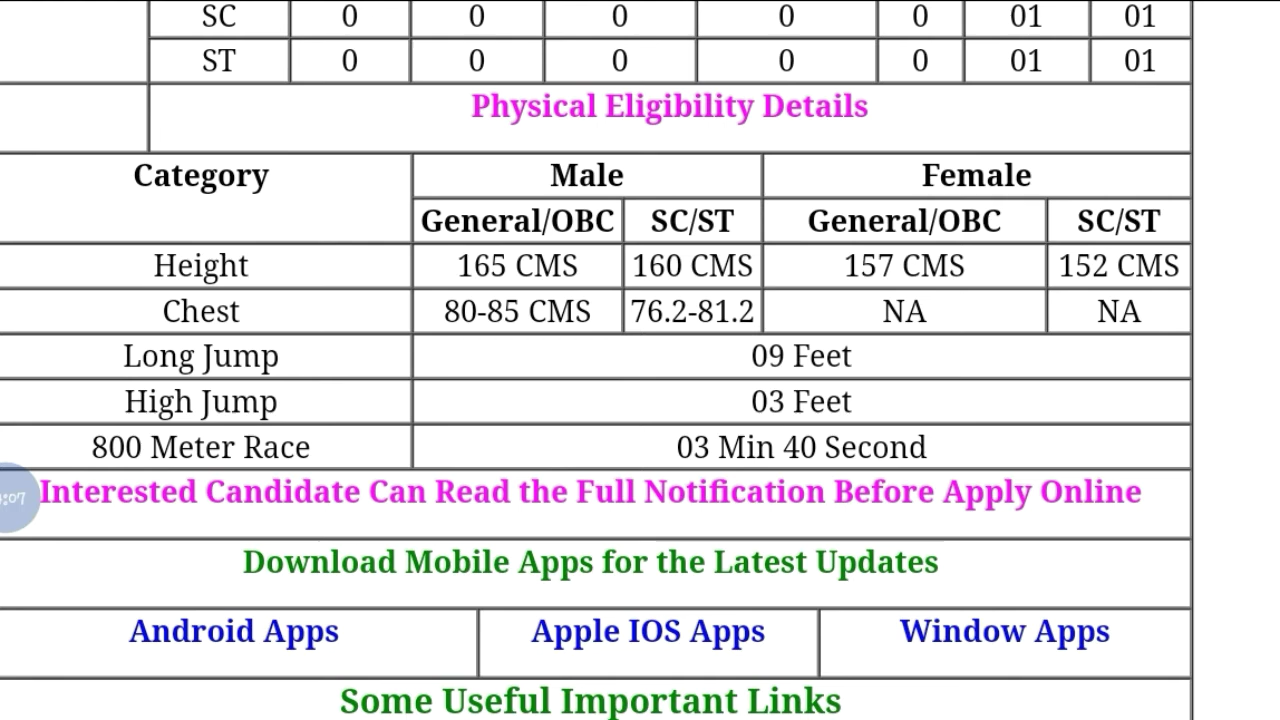 SC 0 0 0 0 0 01 01
ST 0 0 0 0 0 01 01
Physical Eligibility Details
Category Male Female
General/OBC SC/ST General/OBC SC/ST
Height 165 CMS 160 CMS 157 CMS 152 CMS
Chest 80-85 CMS 76.2-81.2 NA NA
Long Jump 09 Feet
High Jump 03 Feet
800 Meter Race 03 Min 40 Second
:07
Interested Candidate Can Read the Full Notification Before Apply Online
Download Mobile Apps for the Latest Updates
Android Apps Apple IOS Apps Window Apps
Some Useful Important Links